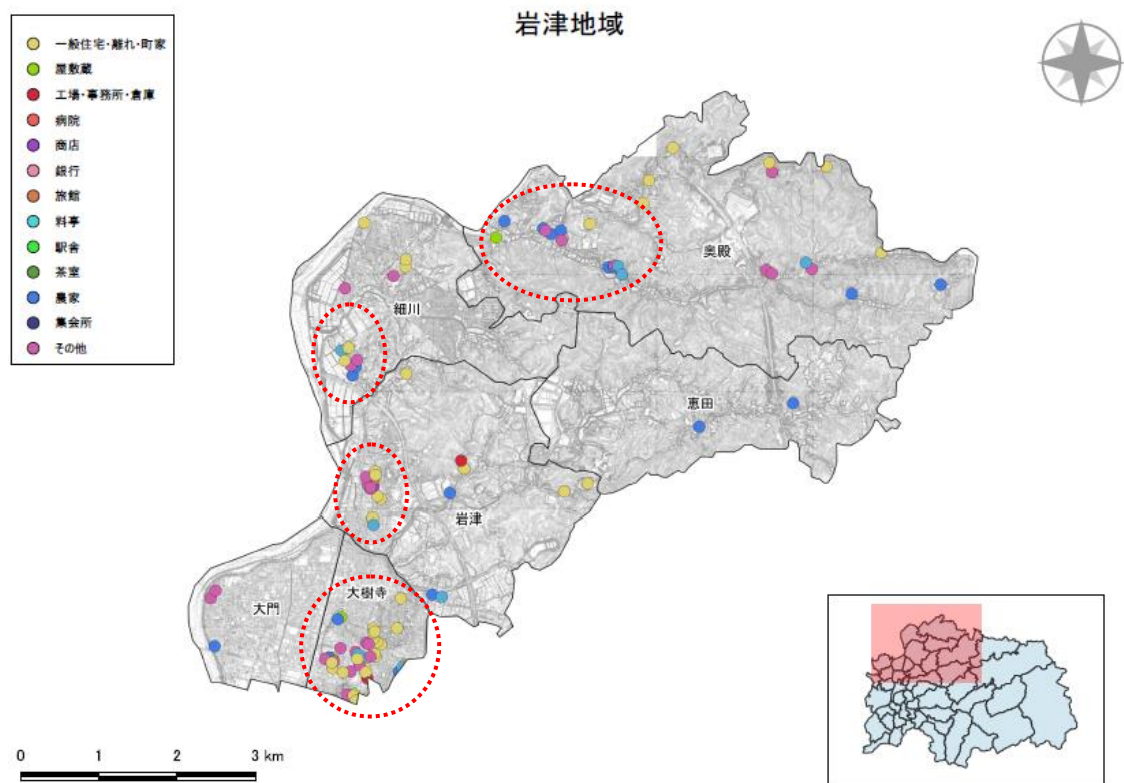 岩津地域
一般住宅・離れ・町家
屋敷蔵
工場・事務所・倉庫
病院
商店
銀行
旅館
料亭
駅舎
茶室
農家
集会所
その他
奥殿
細川
恵田
岩津
大樹寺
大門
0 1 2 3 km